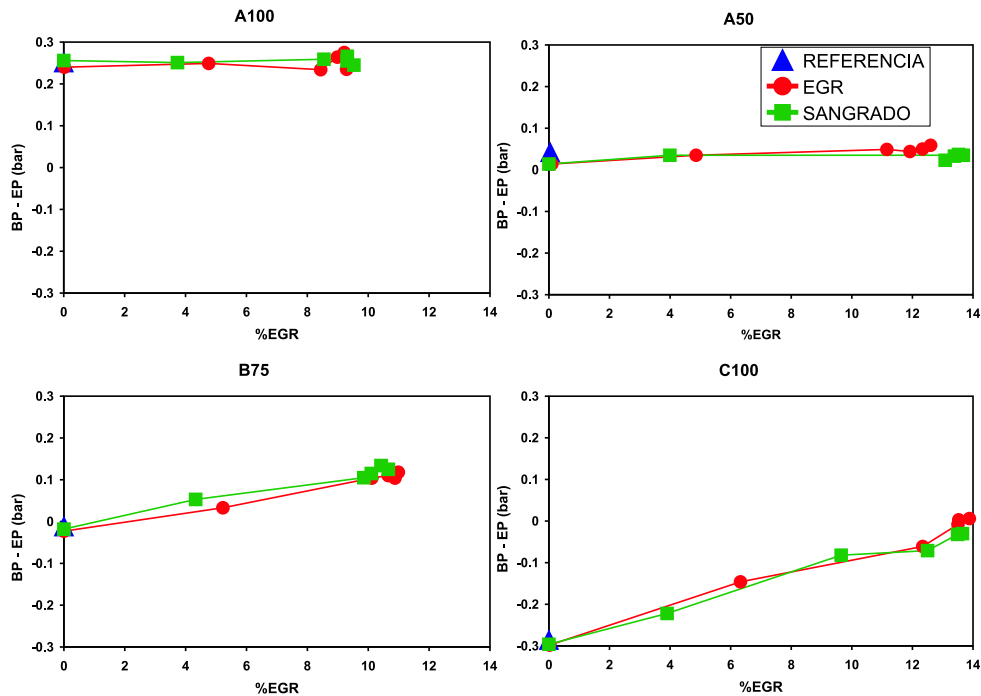 A100
0.3
0.2
0.1
0
-0.1
-0.2
-0.3
BP - EP (bar)
0 2 4 6 8 10 12 14
%EGR
A50
0.3
0.2
0.1
0
-0.1
-0.2
-0.3
BP - EP (bar)
REFERENCIA
EGR
SANGRADO
0 2 4 6 8 10 12 14
%EGR
B75
0.3
0.2
0.1
0
-0.1
-0.2
-0.3
BP - EP (bar)
0 2 4 6 8 10 12 14
%EGR
C100
0.3
0.2
0.1
0
-0.1
-0.2
-0.3
BP - EP (bar)
0 2 4 6 8 10 12 14
%EGR